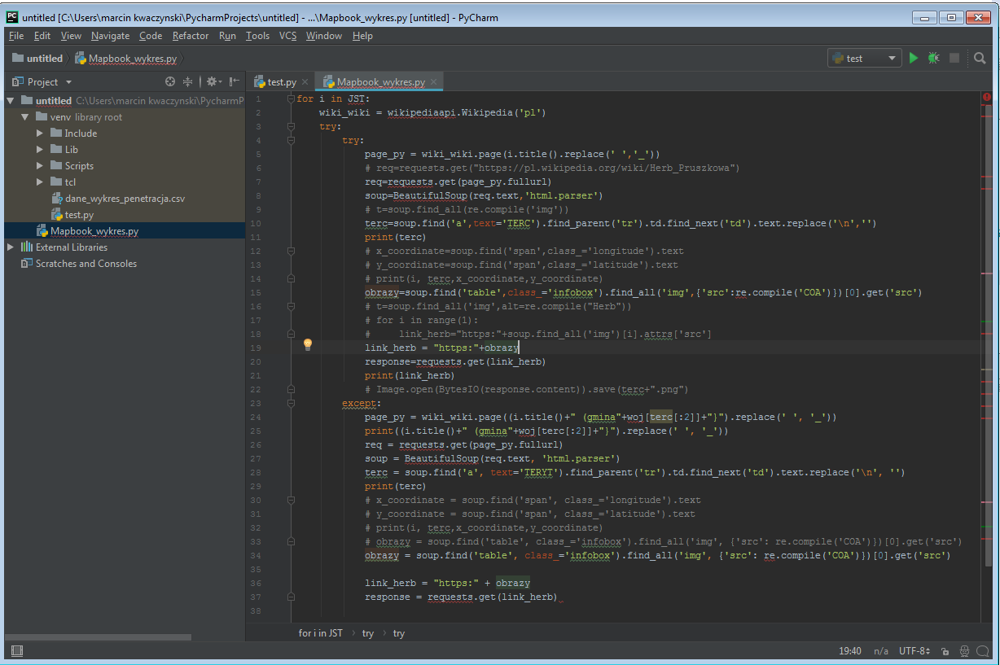 untitled [C:\Users\marcin kwaczynski\PycharmProjects\untitled] - ...\Mapbook_wykres.py [untitled] - PyCharm
File Edit View Navigate Code Refactor Run Tools VCS Window Help
untitled Mapbook_wykres.py test
Project test.py Mapbook_wykres.py
untitled C:\Users\marcin kwaczynski\PycharmP
venv library root
Include
Lib
Scripts
tcl
dane_wykres_penetracja.csv
test.py
Mapbook_wykres.py
External Libraries
Scratches and Consoles
1 for i in JST:
2 wiki_wiki = wikipediaapi.Wikipedia('pl')
3 try:
4 try:
5 page_py = wiki_wiki.page(i.title().replace(' ','_'))
6 # req=requests.get("https://pl.wikipedia.org/wiki/Herb_Pruszkowa")
7 req=requests.get(page_py.fullurl)
8 soup=BeautifulSoup(req.text,'html.parser')
9 # t=soup.find_all(re.compile('img'))
10 terc=soup.find('a',text='TERC').find_parent('tr').td.find_next('td').text.replace('\n','')
11 print(terc)
12 # x_coordinate=soup.find('span',class_='longitude').text
13 # y_coordinate=soup.find('span',class_='latitude').text
14 # print(i, terc,x_coordinate,y_coordinate)
15 obrazy=soup.find('table',class_='infobox').find_all('img',{'src':re.compile('COA')})[0].get('src')
16 # t=soup.find_all('img',alt=re.compile("Herb"))
17 # for i in range(1):
18 # link_herb="https:"+soup.find_all('img')[i].attrs['src']
19 link_herb = "https:"+obrazy
20 response=requests.get(link_herb)
21 print(link_herb)
22 # Image.open(BytesIO(response.content)).save(terc+".png")
23 except:
24 page_py = wiki_wiki.page((i.title()+" (gmina"+woj[terc[:2]]+"}").replace(' ', '_'))
25 print((i.title()+" (gmina"+woj[terc[:2]]+"}").replace(' ', '_'))
26 req = requests.get(page_py.fullurl)
27 soup = BeautifulSoup(req.text, 'html.parser')
28 terc = soup.find('a', text='TERYT').find_parent('tr').td.find_next('td').text.replace('\n', '')
29 print(terc)
30 # x_coordinate = soup.find('span', class_='longitude').text
31 # y_coordinate = soup.find('span', class_='latitude').text
32 # print(i, terc,x_coordinate,y_coordinate)
33 # obrazy = soup.find('table', class_='infobox').find_all('img', {'src': re.compile('COA')})[0].get('src')
34 obrazy = soup.find('table', class_='infobox').find_all('img', {'src': re.compile('COA')})[0].get('src')
35
36 link_herb = "https:" + obrazy
37 response = requests.get(link_herb)
38
for i in JST try try
19:40 n/a UTF-8